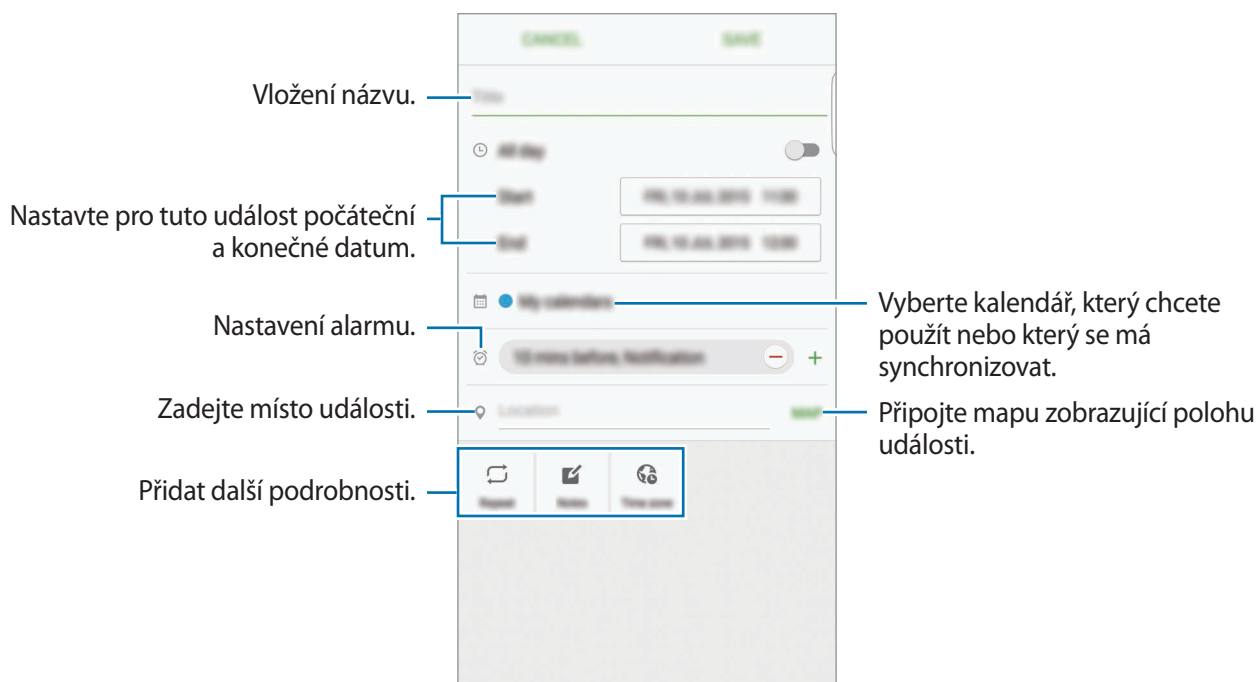 CANCEL SAVE
Vložení názvu.
Title
All day
Nastavte pro tuto událost počáteční
a konečné datum.
Start FRI, 10 JUL 2015 11:00
End FRI, 10 JUL 2015 12:00
My calendars
Vyberte kalendář, který chcete
použít nebo který se má
synchronizovat.
Nastavení alarmu.
10 mins before, Notification
Zadejte místo události.
Location
MAP
Připojte mapu zobrazující polohu
události.
Přidat další podrobnosti.
Repeat Notes Time zone